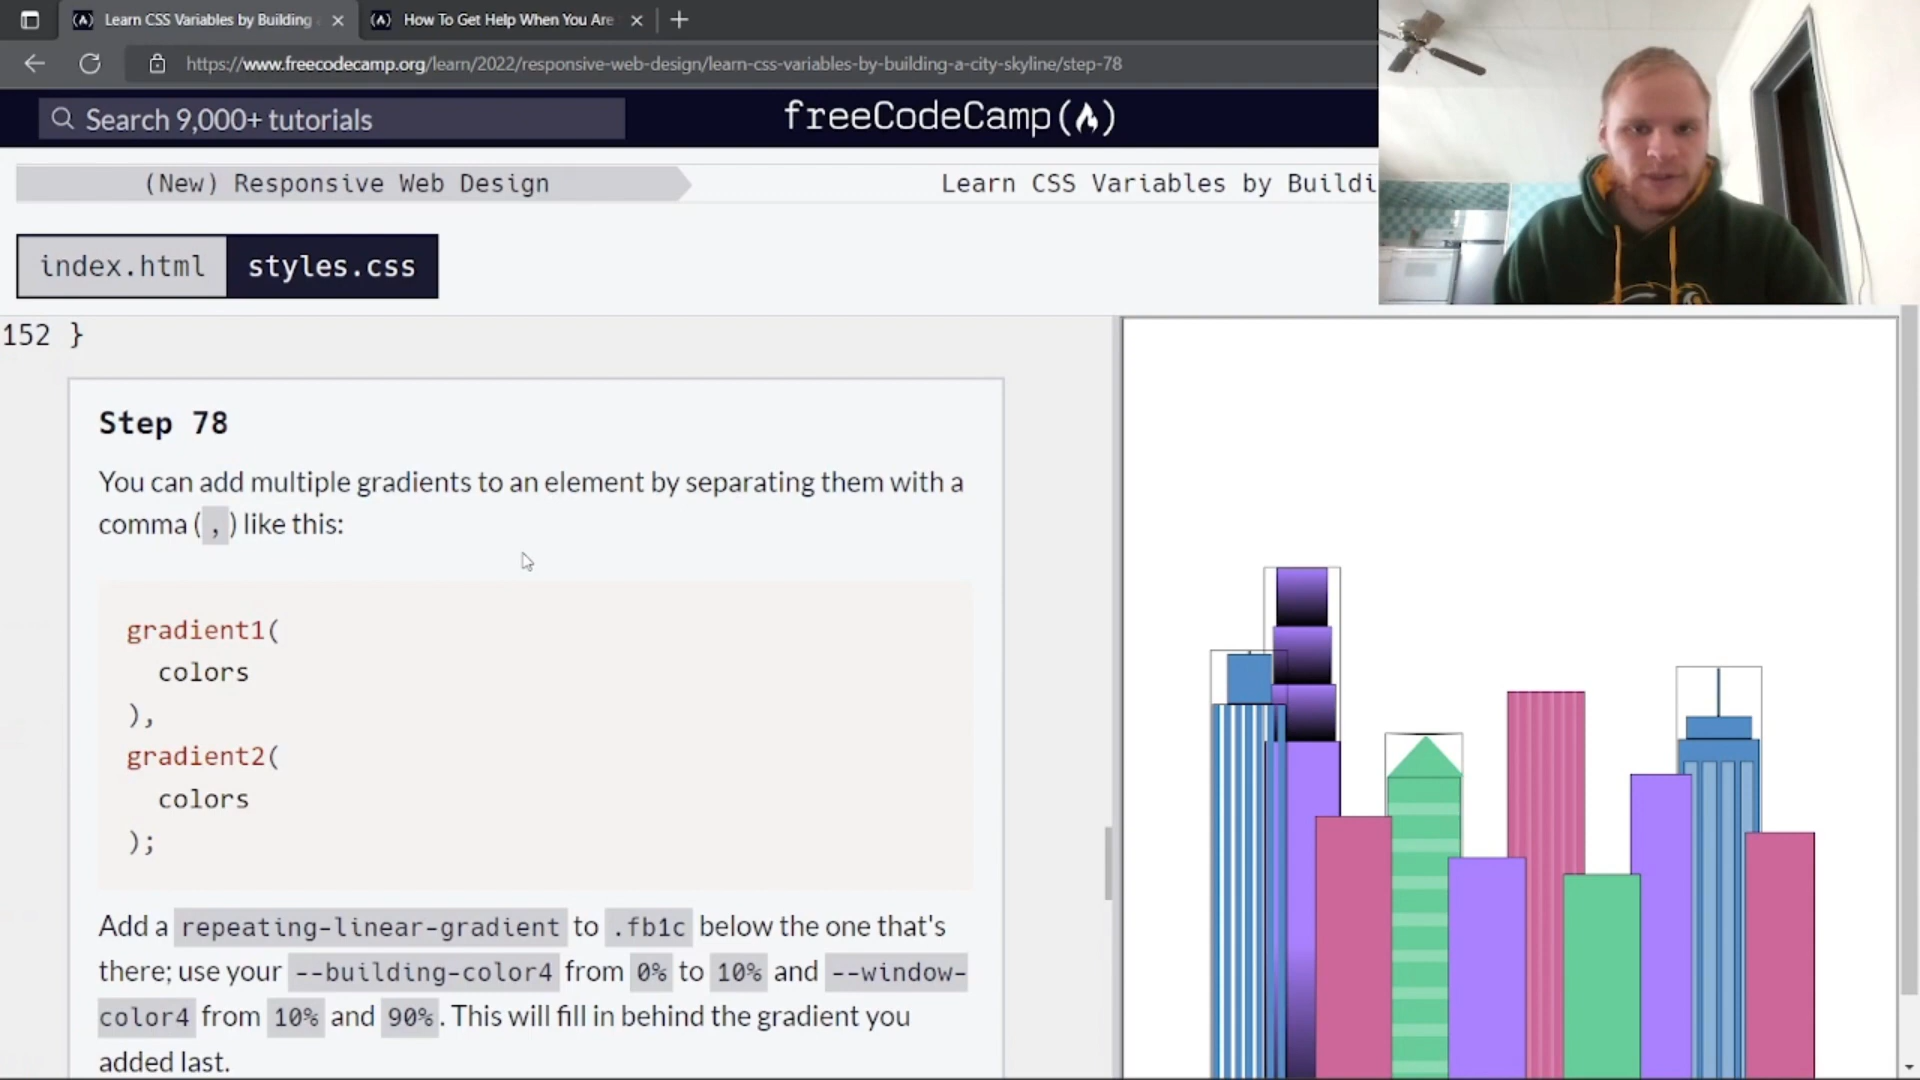 Learn CSS Variables by Building
How To Get Help When You Are
https://www.freecodecamp.org/learn/2022/responsive-web-design/learn-css-variables-by-building-a-city-skyline/step-78
Search 9,000+ tutorials
freeCodeCamp(🔥)
(New) Responsive Web Design
Learn CSS Variables by Buildi
index.html
styles.css
152 }
Step 78
You can add multiple gradients to an element by separating them with a
comma ( , ) like this:
gradient1(
colors
),
gradient2(
colors
);
Add a repeating-linear-gradient to .fb1c below the one that's
there; use your --building-color4 from 0% to 10% and --window-
color4 from 10% and 90%. This will fill in behind the gradient you
added last.